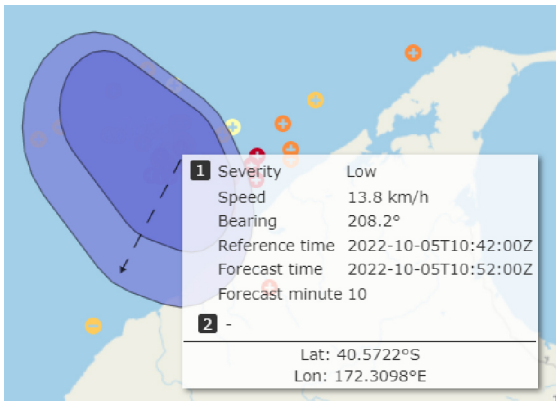 1 Severity Low
Speed 13.8 km/h
Bearing 208.2°
Reference time 2022-10-05T10:42:00Z
Forecast time 2022-10-05T10:52:00Z
Forecast minute 10
2 -
Lat: 40.5722°S
Lon: 172.3098°E